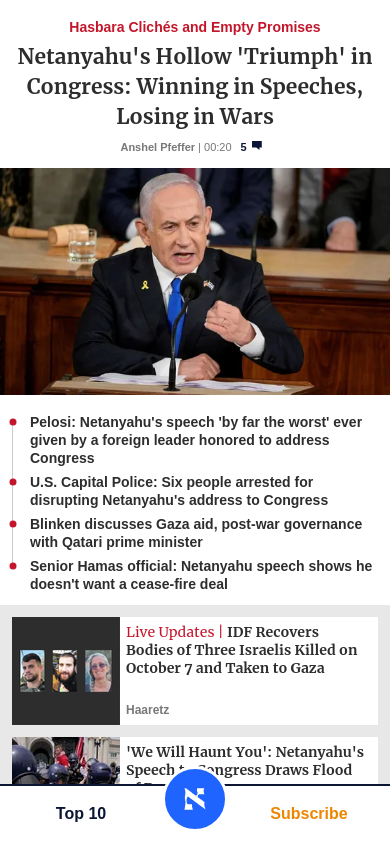 Hasbara Clichés and Empty Promises
Netanyahu's Hollow 'Triumph' in
Congress: Winning in Speeches,
Losing in Wars
Anshel Pfeffer | 00:20 5
Pelosi: Netanyahu's speech 'by far the worst' ever
given by a foreign leader honored to address
Congress
U.S. Capital Police: Six people arrested for
disrupting Netanyahu's address to Congress
Blinken discusses Gaza aid, post-war governance
with Qatari prime minister
Senior Hamas official: Netanyahu speech shows he
doesn't want a cease-fire deal
Live Updates | IDF Recovers
Bodies of Three Israelis Killed on
October 7 and Taken to Gaza
Haaretz
'We Will Haunt You': Netanyahu's
Speech to Congress Draws Flood
Top 10
Subscribe